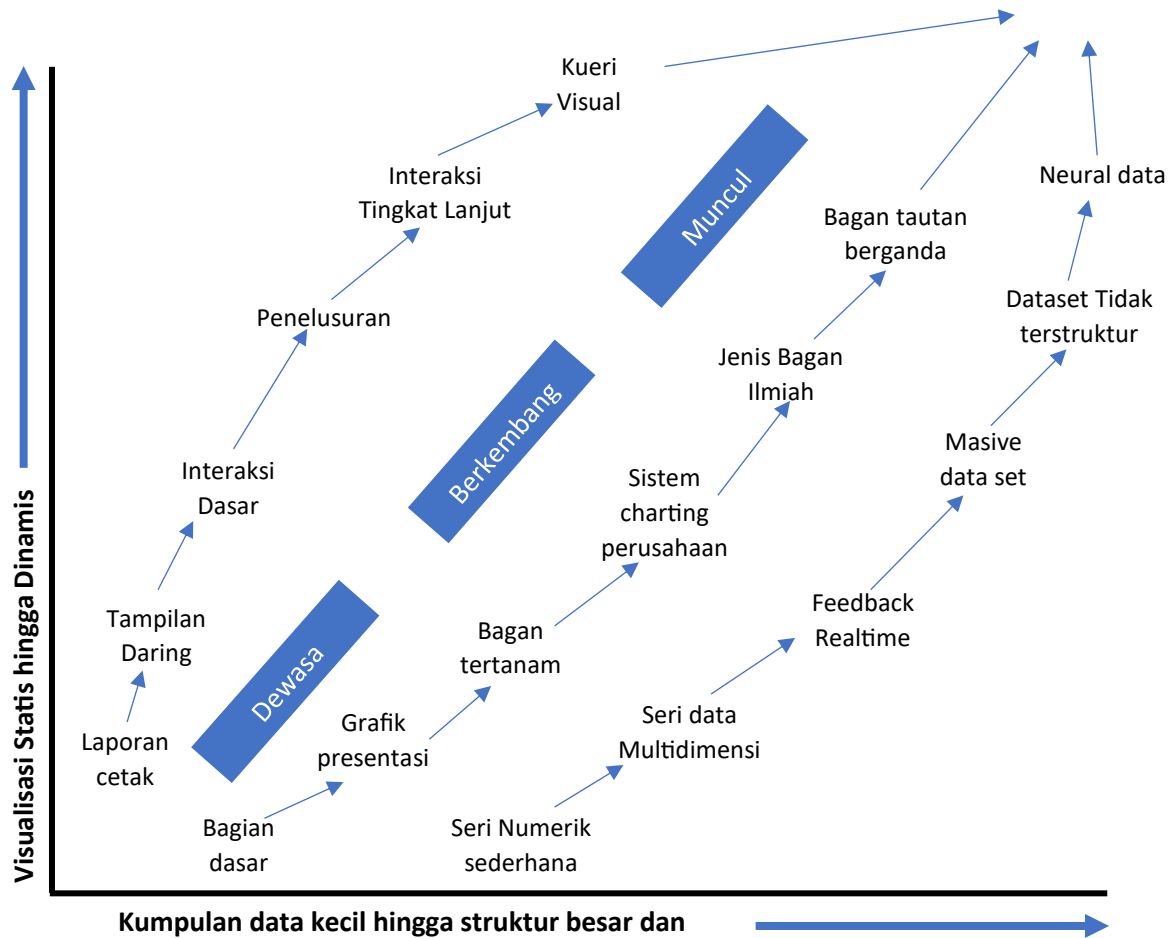 Kueri
Visual
Interaksi
Tingkat Lanjut
Penelusuran
Interaksi
Dasar
Tampilan
Daring
Laporan
cetak
Muncul
Berkembang
Dewasa
Bagan tautan
berganda
Jenis Bagan
Ilmiah
Sistem
charting
perusahaan
Bagan
tertanam
Grafik
presentasi
Bagian
dasar
Neural data
Dataset Tidak
terstruktur
Masive
data set
Feedback
Realtime
Seri data
Multidimensi
Seri Numerik
sederhana
Visualisasi Statis hingga Dinamis
Kumpulan data kecil hingga struktur besar dan